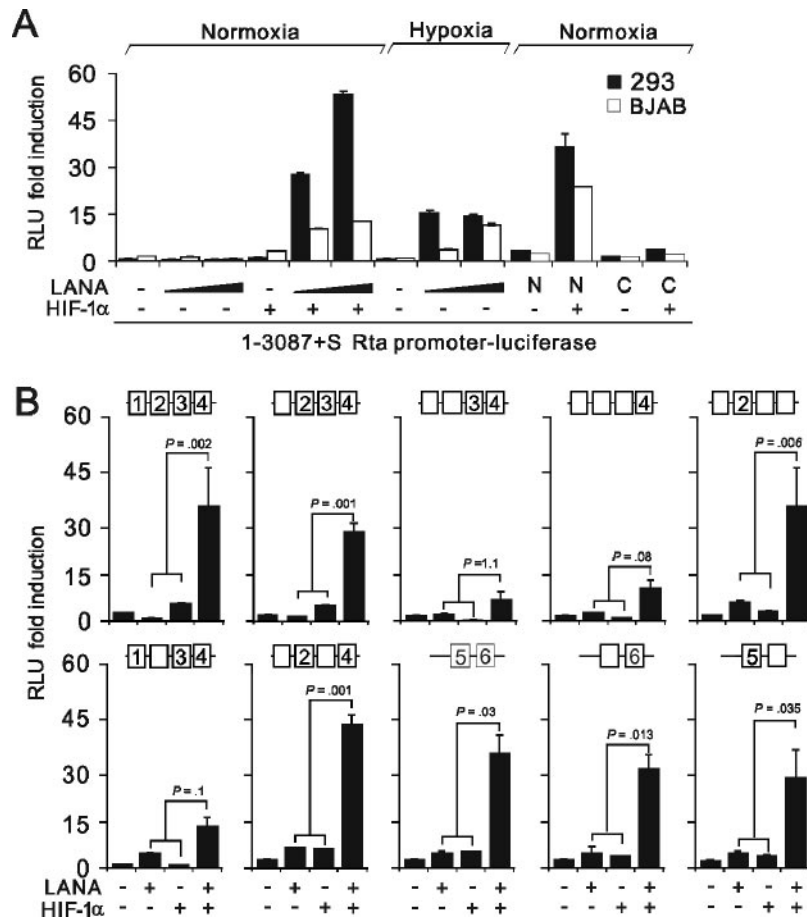 A
Normoxia Hypoxia Normoxia
60
45
30
15
0
RLU fold induction
293
BJAB
LANA - - N N C C
HIF-1α - - - + + + - - - - + - +
1-3087+S Rta promoter-luciferase
B
1 2 3 4
2 3 4
3 4
4
2
60
45
30
15
0
RLU fold induction
P = .002
P = .001
P =1.1
P = .08
P = .006
1 3 4
2 4
5 6
6
5
60
45
30
15
0
P = .1
P = .001
P = .03
P = .013
P = .035
LANA - + - + - + - + - + - + - + - + - + - +
HIF-1α - - + + - - + + - - + + - - + + - - + +